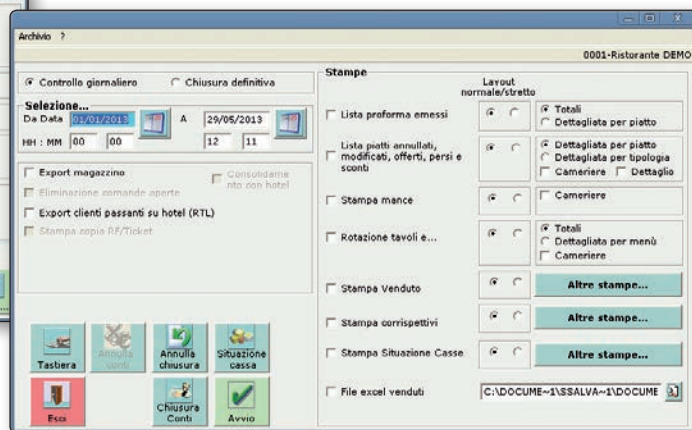 Archivio ?
0001-Ristorante DEMO
Controllo giornaliero Chiusura definitiva
Selezione...
Da Data 01/01/2013 A 29/05/2013
HH : MM 00 00 12 11
Export magazzino
Consolidame
nto con hotel
Eliminazione comande aperte
Export clienti passanti su hotel (RTL)
Stampa copia RF/Ticket
Tastiera
Annulla
conti
Annulla
chiusura
Situazione
cassa
Esci
Chiusura
Conti
Avvio
Stampe
Layout
normale/stretto
Lista proforma emessi
Totali
Dettagliata per piatto
Lista piatti annullati,
modificati, offerti, persi e
sconti
Dettagliata per piatto
Dettagliata per tipologia
Cameriere Dettaglio
Stampa mance
Cameriere
Rotazione tavoli e...
Totali
Dettagliata per menù
Cameriere
Stampa Venduto
Altre stampe...
Stampa corrispettivi
Altre stampe...
Stampa Situazione Casse
Altre stampe...
File excel venduti
C:\DOCUME~1\SSALVA~1\DOCUME